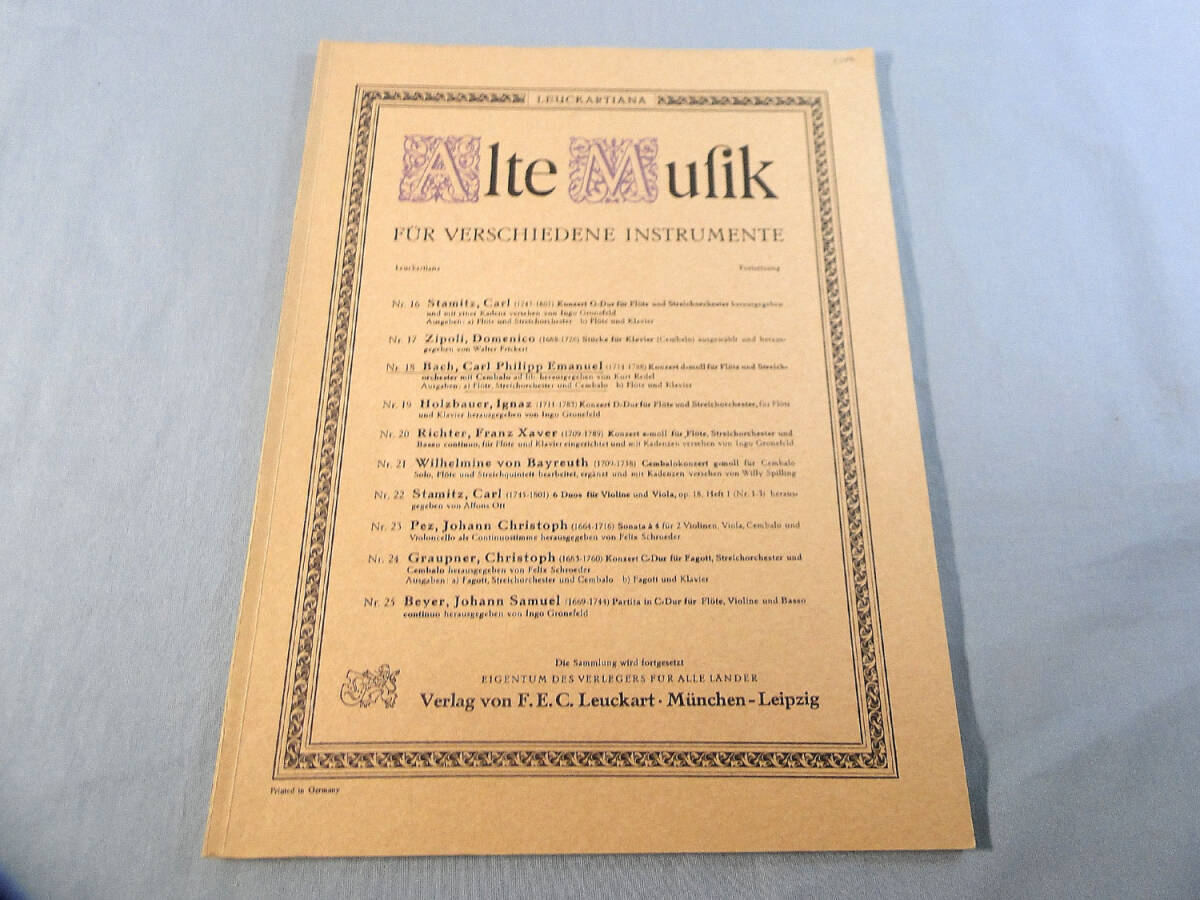 LEUCKARTIANA
Alte Muſik
FÜR VERSCHIEDENE INSTRUMENTE
Leuckartiana Fortsetzung
Nr. 16 Stamitz, Carl (1745-1801) Konzert G-Dur für Flöte und Streichorchester herausgegeben
und mit einer Kadenz versehen von Ingo Gronefeld
Ausgaben: a) Flöte und Streichorchester b) Flöte und Klavier
Nr. 17 Zipoli, Domenico (1688-1726) Stücke für Klavier (Cembalo) ausgewählt und heraus-
gegeben von Walter Frickert
Nr. 18 Bach, Carl Philipp Emanuel (1714-1788) Konzert d-moll für Flöte und Streich-
orchester mit Cembalo ad lib. herausgegeben von Kurt Redel
Ausgaben: a) Flöte, Streichorchester und Cembalo b) Flöte und Klavier
Nr. 19 Holzbauer, Ignaz (1711-1783) Konzert D-Dur für Flöte und Streichorchester, für Flöte
und Klavier herausgegeben von Ingo Gronefeld
Nr. 20 Richter, Franz Xaver (1709-1789) Konzert e-moll für Flöte, Streichorchester und
Basso continuo, für Flöte und Klavier eingerichtet und mit Kadenzen versehen von Ingo Gronefeld
Nr. 21 Wilhelmine von Bayreuth (1709-1758) Cembalokonzert g-moll für Cembalo
Solo, Flöte und Streichquintett bearbeitet, ergänzt und mit Kadenzen versehen von Willy Spilling
Nr. 22 Stamitz, Carl (1745-1801) 6 Duos für Violine und Viola, op. 18, Heft 1 (Nr. 1-3) heraus-
gegeben von Alfons Ott
Nr. 23 Pez, Johann Christoph (1664-1716) Sonata à 4 für 2 Violinen, Viola, Cembalo und
Violoncello als Continuostimme herausgegeben von Felix Schroeder
Nr. 24 Graupner, Christoph (1683-1760) Konzert C-Dur für Fagott, Streichorchester und
Cembalo herausgegeben von Felix Schroeder
Ausgaben: a) Fagott, Streichorchester und Cembalo b) Fagott und Klavier
Nr. 25 Beyer, Johann Samuel (1669-1744) Partita in C-Dur für Flöte, Violine und Basso
continuo herausgegeben von Ingo Gronefeld
Die Sammlung wird fortgesetzt
EIGENTUM DES VERLEGERS FÜR ALLE LÄNDER
Verlag von F. E. C. Leuckart · München - Leipzig
Printed in Germany